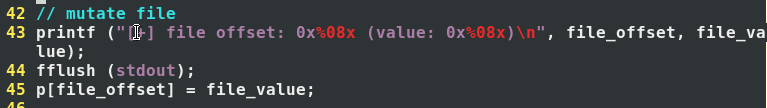 42 // mutate file
43 printf ("[+] file offset: 0x%08x (value: 0x%08x)\n", file_offset, file_va
lue);
44 fflush (stdout);
45 p[file_offset] = file_value;